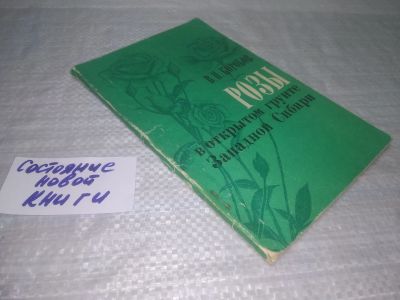 РОЗЫ
в открытом грунте
Западной Сибири
Состояние
новой
книги